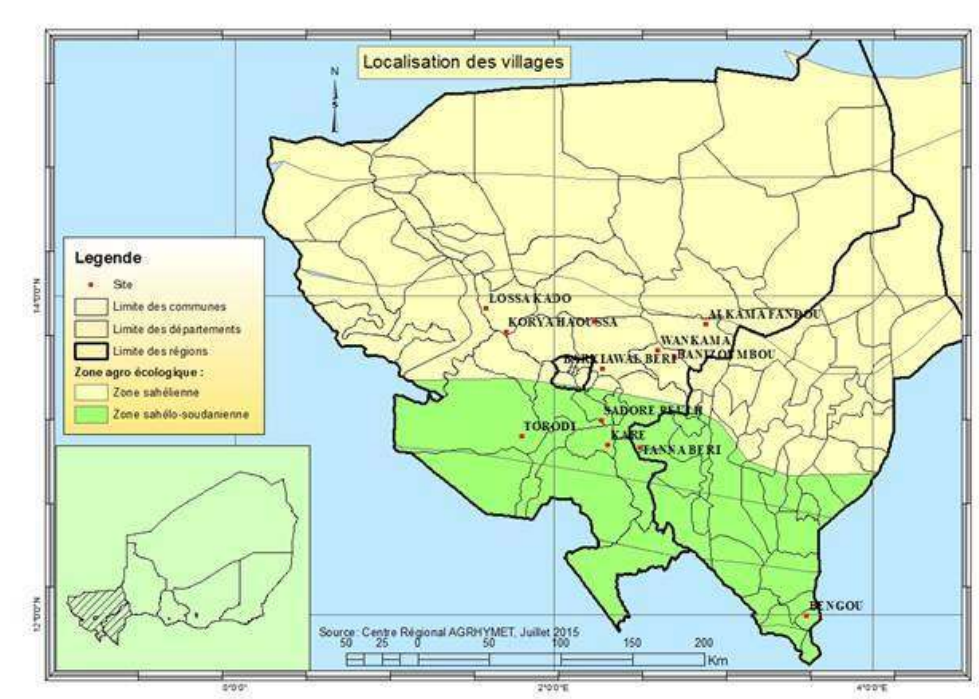 Localisation des villages
N
Legende
Site
Limite des communes
Limite des départements
Limite des régions
Zone agro écologique :
Zone sahélienne
Zone sahélo-soudanienne
LOSSA KADO
KORYA HAOUSSA
ALKAMA FANDOU
WANKAMA
BANIZOUMBOU
BARKIAWAL BERI
SADORE PEULH
TORODI
KARE
TANNA BERI
BENGOU
14°0'0"N
12°0'0"N
Source: Centre Régional AGRHYMET, Juillet 2015
50 25 0 50 100 150 200
Km
0°0'0"
2°0'0"E
4°0'0"E